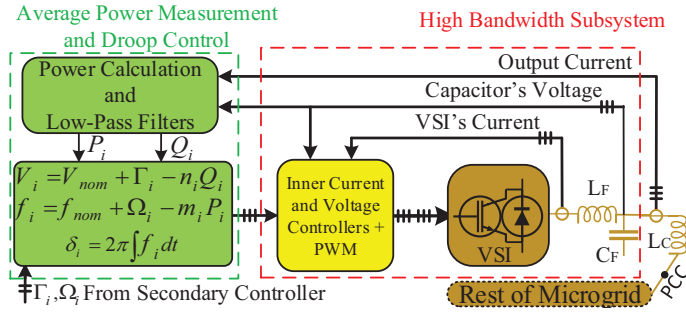 Average Power Measurement
and Droop Control
High Bandwidth Subsystem
Power Calculation
and
Low-Pass Filters
Output Current
Capacitor's Voltage
VSI's Current
P_i
Q_i
V_i = V_nom + Γ_i − n_i Q_i
f_i = f_nom + Ω_i − m_i P_i
δ_i = 2π∫f_i dt
Inner Current
and Voltage
Controllers +
PWM
VSI
L_F
C_F
L_C
PCC
Γ_i, Ω_i From Secondary Controller
Rest of Microgrid